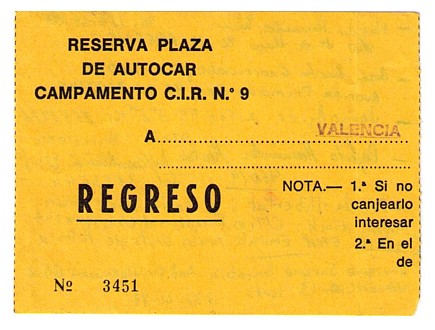 RESERVA PLAZA
DE AUTOCAR
CAMPAMENTO C.I.R. N.º 9
A VALENCIA
REGRESO
NOTA.— 1.ª Si no
canjearlo
interesar
2.ª En el
de
Nº 3451